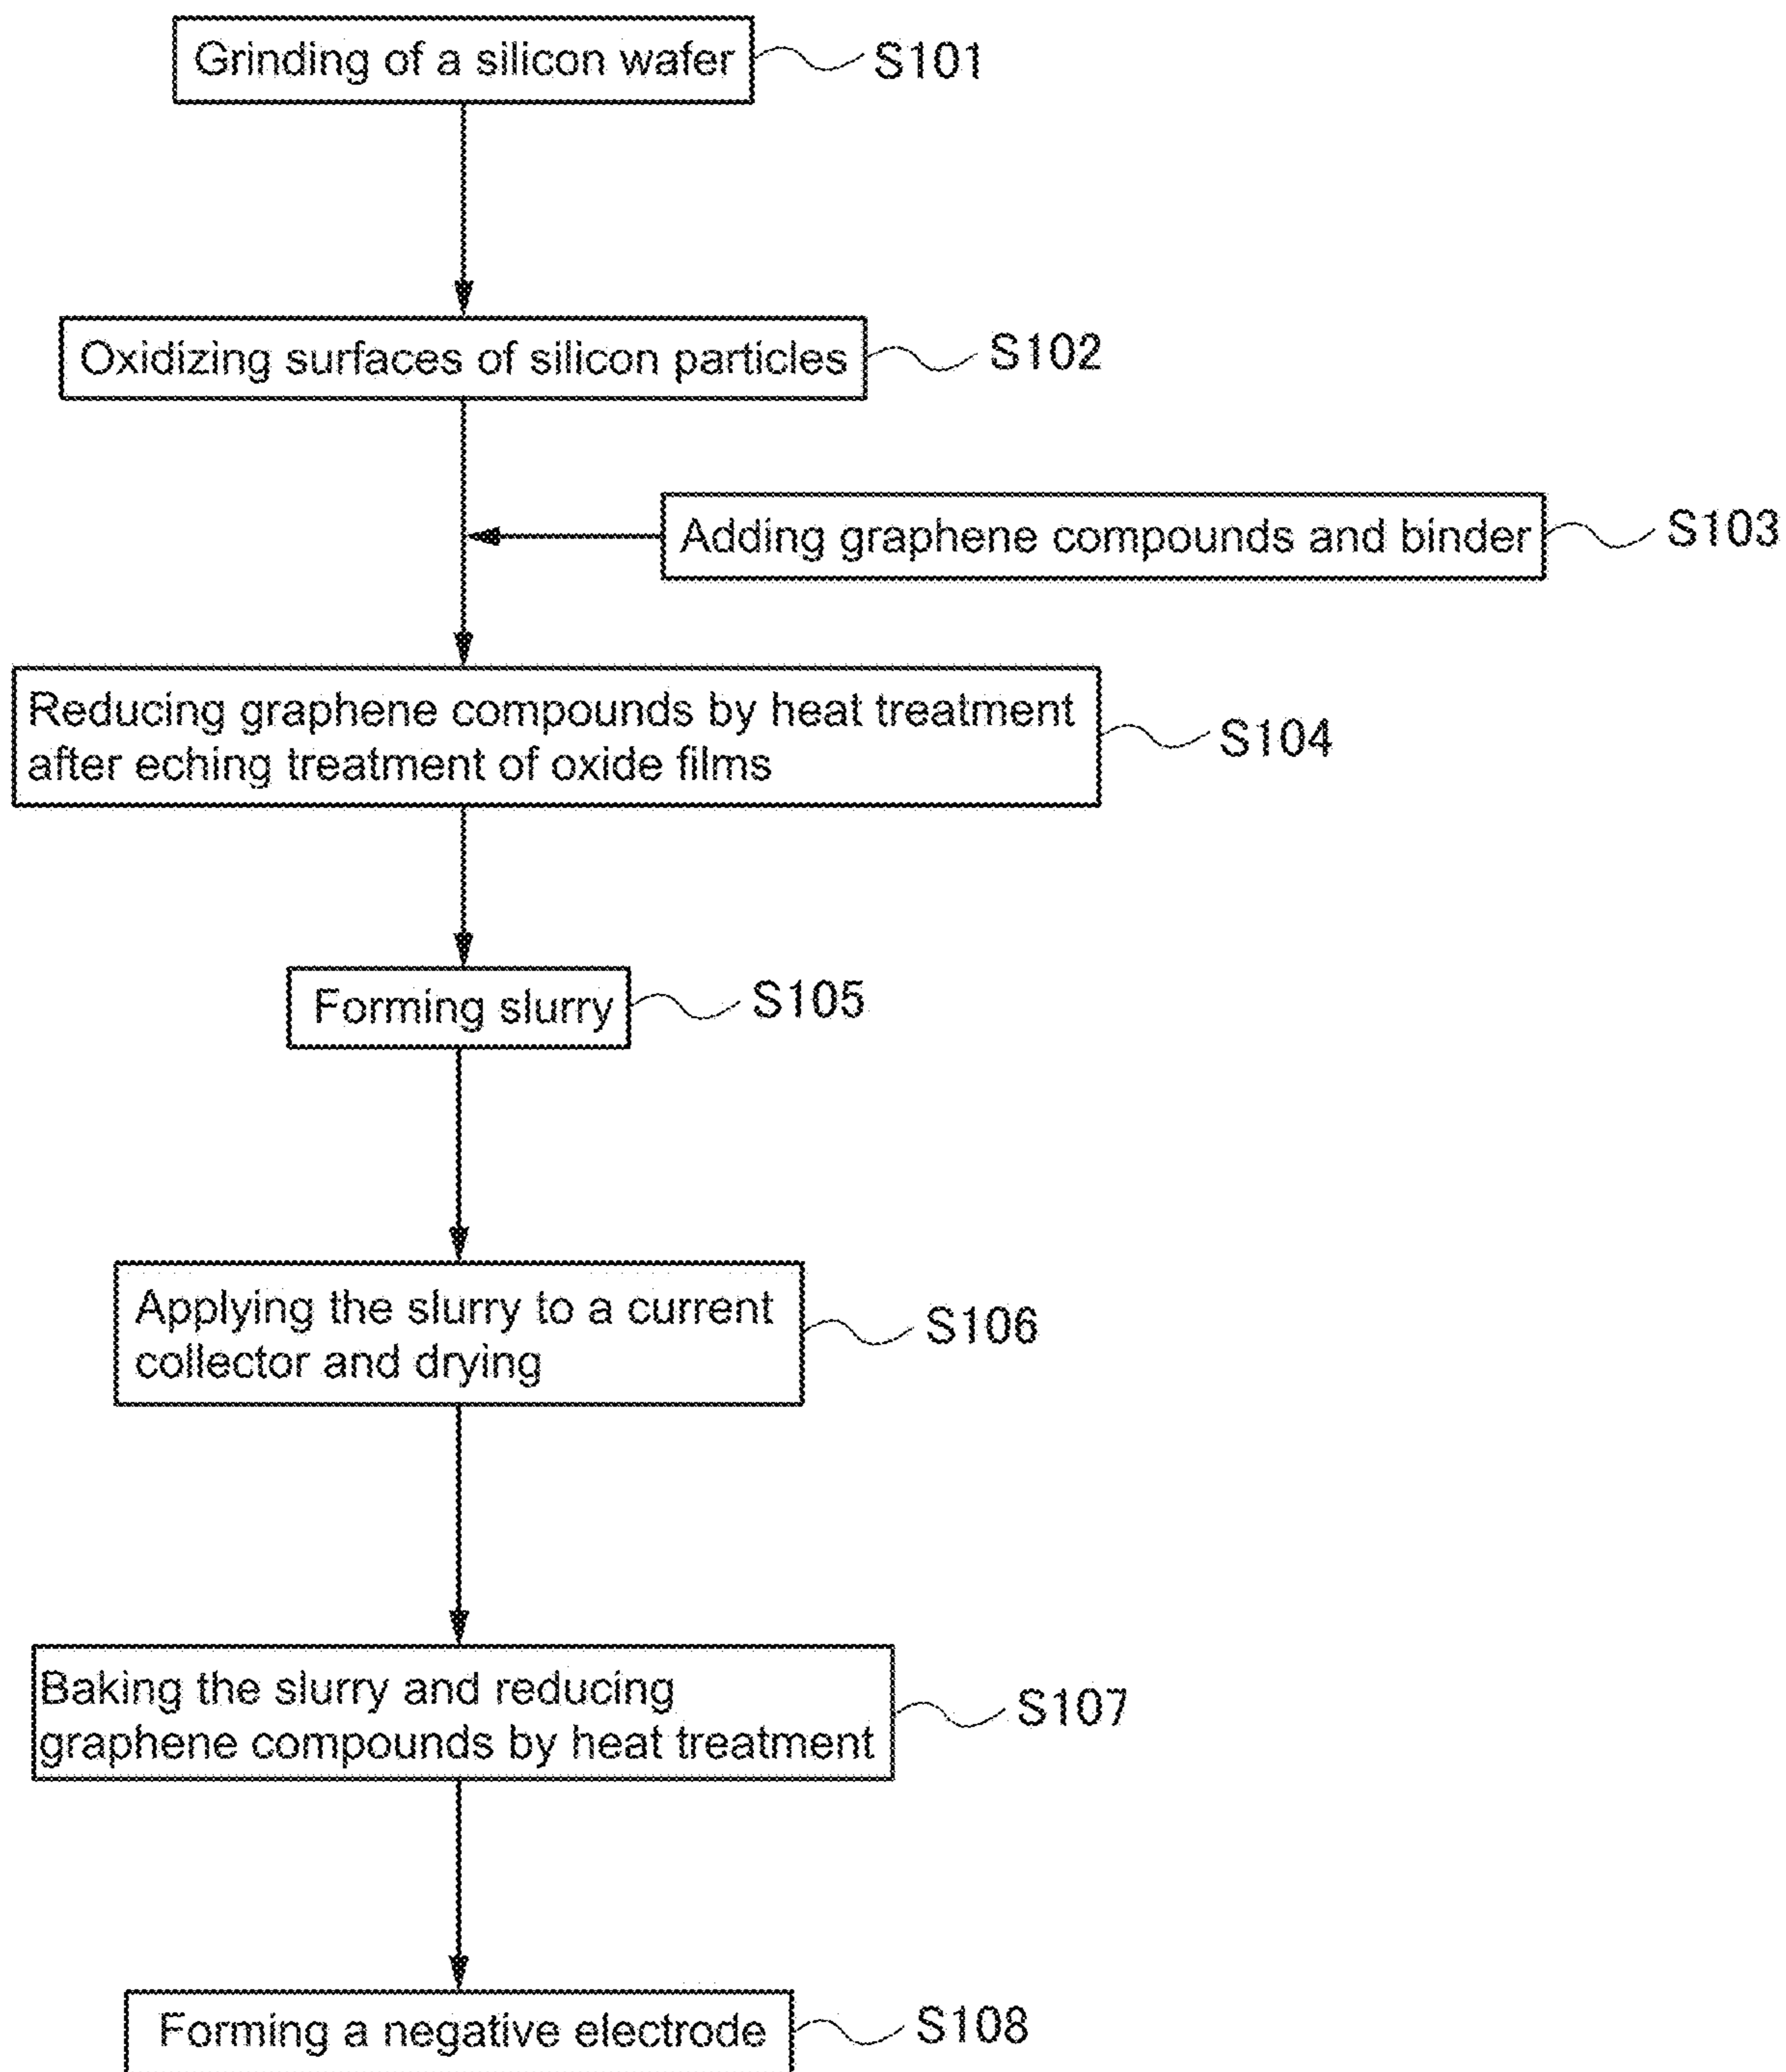 Grinding of a silicon wafer
S101
Oxidizing surfaces of silicon particles
S102
Adding graphene compounds and binder
S103
Reducing graphene compounds by heat treatment
after eching treatment of oxide films
S104
Forming slurry
S105
Applying the slurry to a current
collector and drying
S106
Baking the slurry and reducing
graphene compounds by heat treatment
S107
Forming a negative electrode
S108